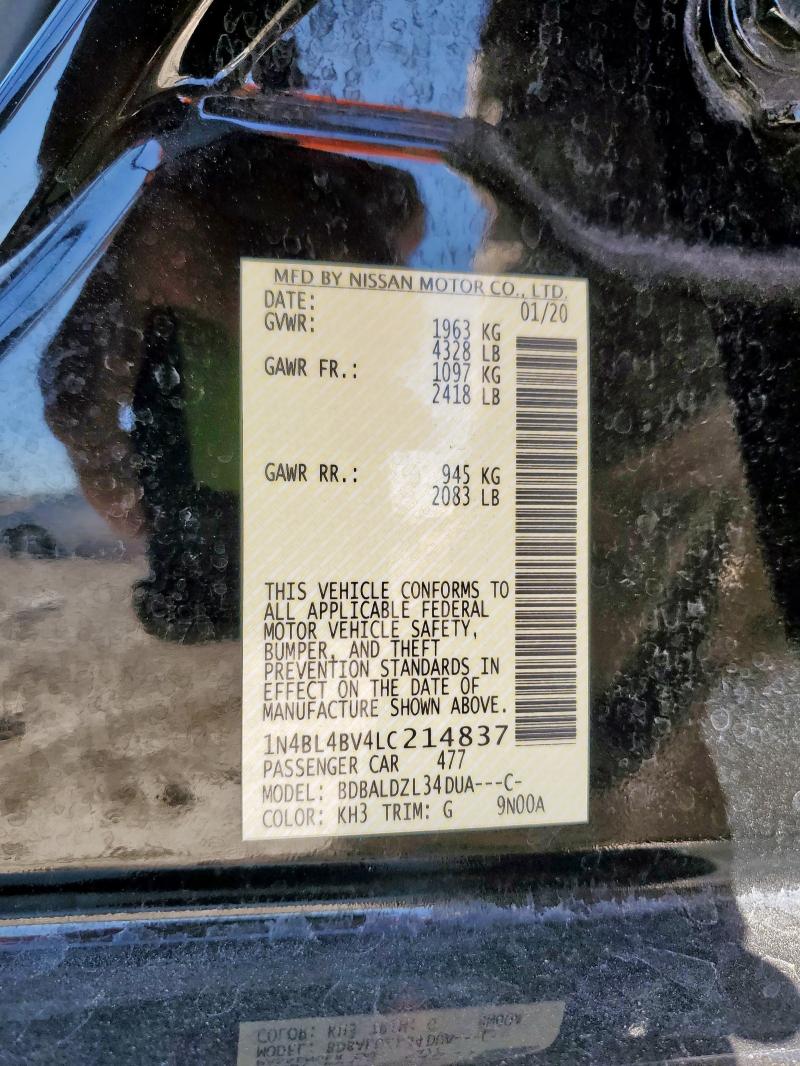 MFD BY NISSAN MOTOR CO., LTD.
DATE: 01/20
GVWR: 1963 KG
4328 LB
GAWR FR.: 1097 KG
2418 LB
GAWR RR.: 945 KG
2083 LB
THIS VEHICLE CONFORMS TO
ALL APPLICABLE FEDERAL
MOTOR VEHICLE SAFETY,
BUMPER, AND THEFT
PREVENTION STANDARDS IN
EFFECT ON THE DATE OF
MANUFACTURE SHOWN ABOVE.
1N4BL4BV4LC214837
PASSENGER CAR 477
MODEL: BDBALDZL34DUA---C-
COLOR: KH3 TRIM: G 9N00A